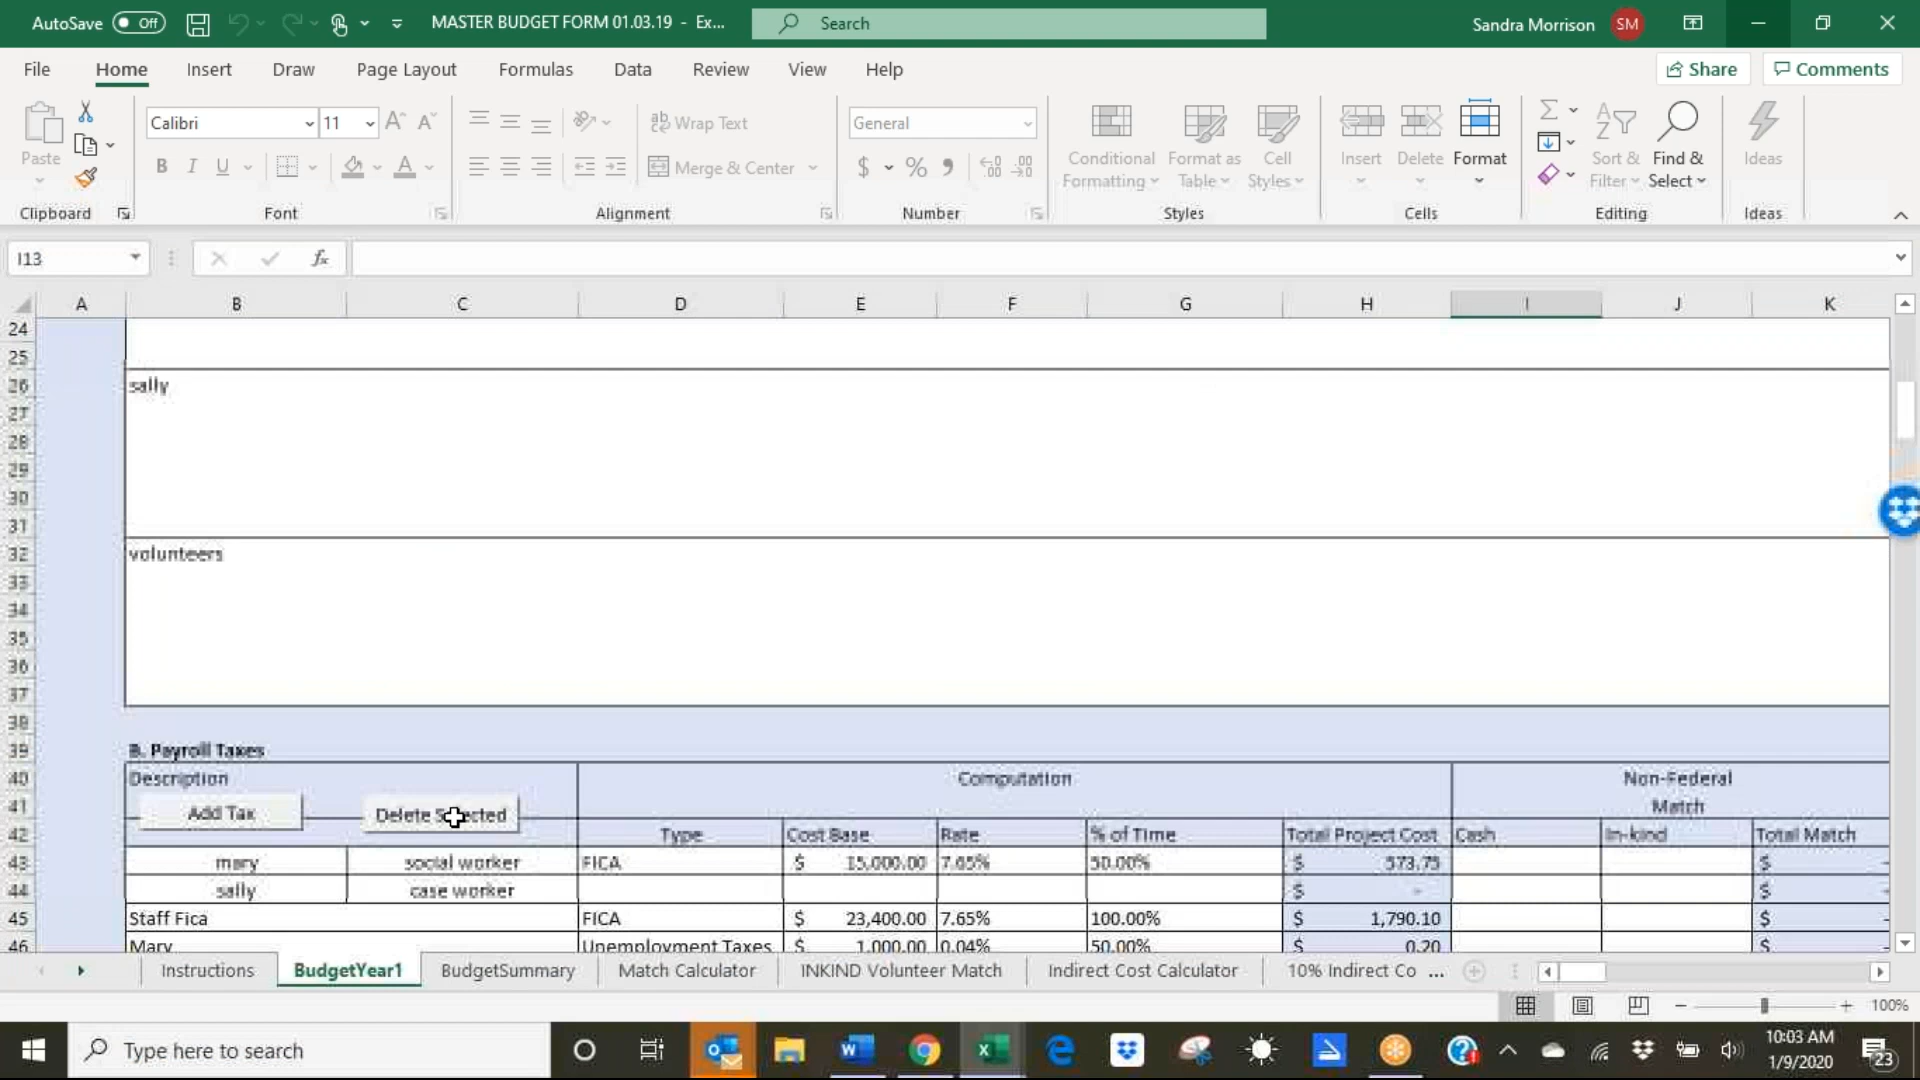 AutoSave Off MASTER BUDGET FORM 01.03.19 - Ex... Search Sandra Morrison SM
File Home Insert Draw Page Layout Formulas Data Review View Help Share Comments
Calibri 11 Wrap Text General
Paste B I U Merge & Center $ % Conditional Formatting Format as Table Cell Styles Insert Delete Format Sort & Filter Find & Select Ideas
Clipboard Font Alignment Number Styles Cells Editing Ideas
I13 fx
A B C D E F G H I J K
24
25
26 sally
27
28
29
30
31
32 volunteers
33
34
35
36
37
38
39 B. Payroll Taxes
40 Description Computation Non-Federal
41 Add Tax Delete Selected Match
42 Type Cost Base Rate % of Time Total Project Cost Cash In-kind Total Match
43 mary social worker FICA $ 15,000.00 7.65% 50.00% $ 573.75 $ -
44 sally case worker $ - $ -
45 Staff Fica FICA $ 23,400.00 7.65% 100.00% $ 1,790.10 $ -
46 Mary Unemployment Taxes $ 1,000.00 0.04% 50.00% $ 0.20 $ -
Instructions BudgetYear1 BudgetSummary Match Calculator INKIND Volunteer Match Indirect Cost Calculator 10% Indirect Co ...
100%
Type here to search 10:03 AM
1/9/2020 23